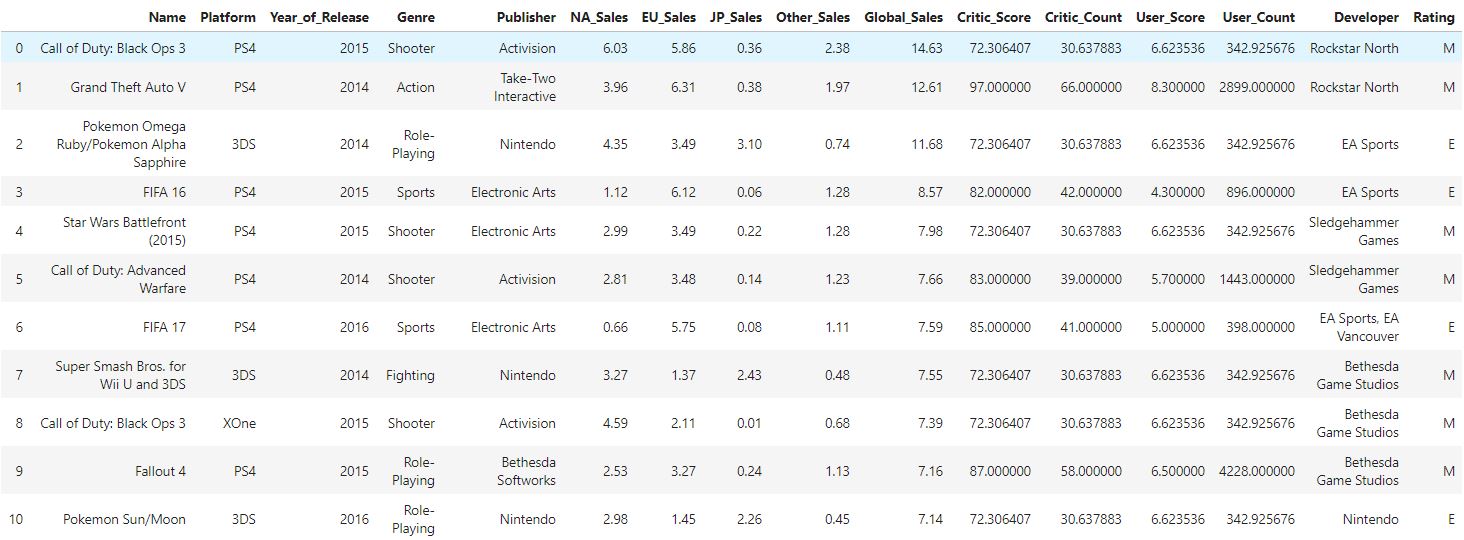 Name Platform Year_of_Release Genre Publisher NA_Sales EU_Sales JP_Sales Other_Sales Global_Sales Critic_Score Critic_Count User_Score User_Count Developer Rating
0 Call of Duty: Black Ops 3 PS4 2015 Shooter Activision 6.03 5.86 0.36 2.38 14.63 72.306407 30.637883 6.623536 342.925676 Rockstar North M
1 Grand Theft Auto V PS4 2014 Action Take-Two Interactive 3.96 6.31 0.38 1.97 12.61 97.000000 66.000000 8.300000 2899.000000 Rockstar North M
2 Pokemon Omega Ruby/Pokemon Alpha Sapphire 3DS 2014 Role-Playing Nintendo 4.35 3.49 3.10 0.74 11.68 72.306407 30.637883 6.623536 342.925676 EA Sports E
3 FIFA 16 PS4 2015 Sports Electronic Arts 1.12 6.12 0.06 1.28 8.57 82.000000 42.000000 4.300000 896.000000 EA Sports E
4 Star Wars Battlefront (2015) PS4 2015 Shooter Electronic Arts 2.99 3.49 0.22 1.28 7.98 72.306407 30.637883 6.623536 342.925676 Sledgehammer Games M
5 Call of Duty: Advanced Warfare PS4 2014 Shooter Activision 2.81 3.48 0.14 1.23 7.66 83.000000 39.000000 5.700000 1443.000000 Sledgehammer Games M
6 FIFA 17 PS4 2016 Sports Electronic Arts 0.66 5.75 0.08 1.11 7.59 85.000000 41.000000 5.000000 398.000000 EA Sports, EA Vancouver E
7 Super Smash Bros. for Wii U and 3DS 3DS 2014 Fighting Nintendo 3.27 1.37 2.43 0.48 7.55 72.306407 30.637883 6.623536 342.925676 Bethesda Game Studios M
8 Call of Duty: Black Ops 3 XOne 2015 Shooter Activision 4.59 2.11 0.01 0.68 7.39 72.306407 30.637883 6.623536 342.925676 Bethesda Game Studios M
9 Fallout 4 PS4 2015 Role-Playing Bethesda Softworks 2.53 3.27 0.24 1.13 7.16 87.000000 58.000000 6.500000 4228.000000 Bethesda Game Studios M
10 Pokemon Sun/Moon 3DS 2016 Role-Playing Nintendo 2.98 1.45 2.26 0.45 7.14 72.306407 30.637883 6.623536 342.925676 Nintendo E